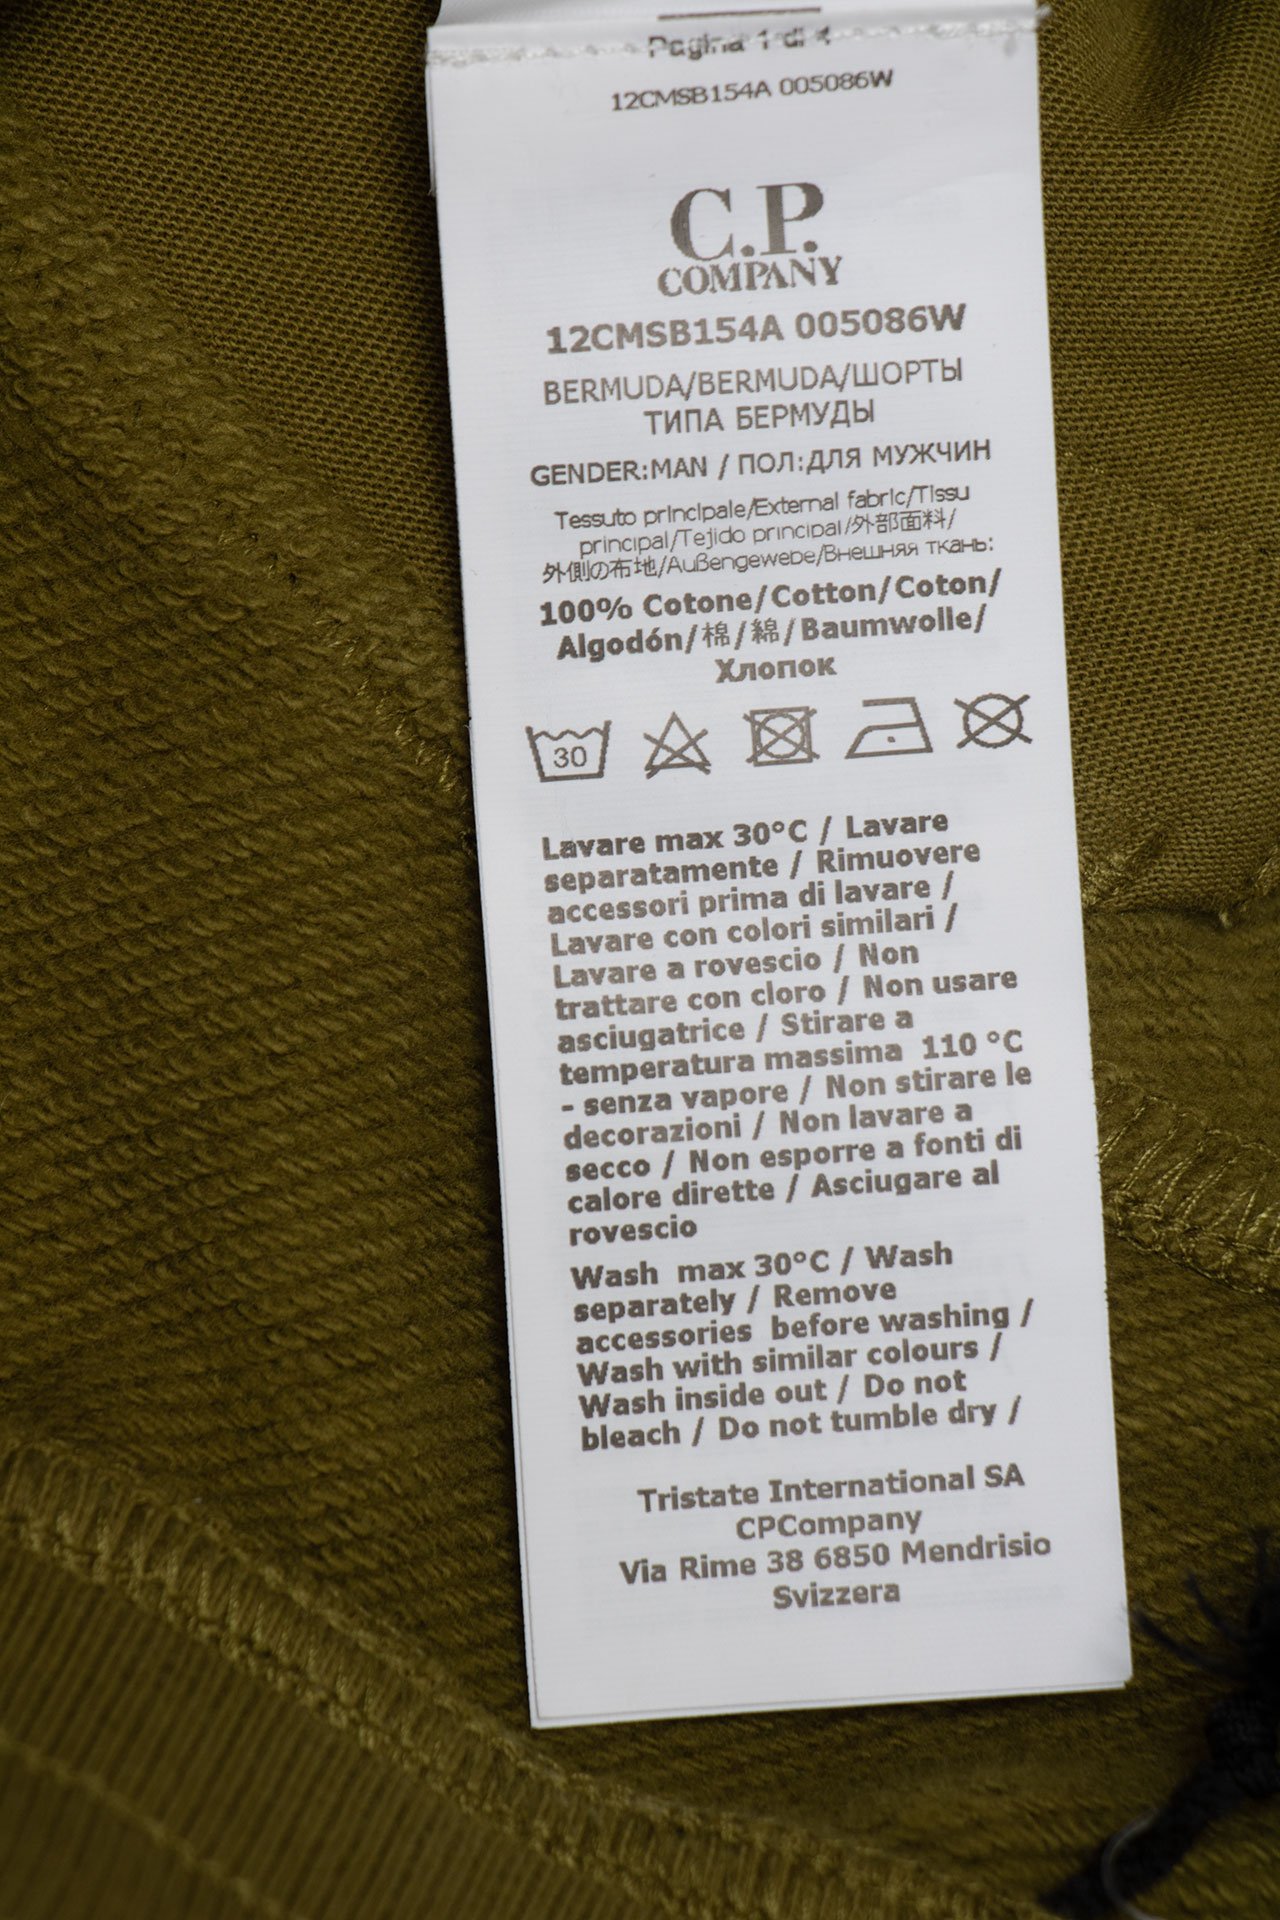 Pagina 1 di 4
12CMSB154A 005086W
C.P.
COMPANY
12CMSB154A 005086W
BERMUDA/BERMUDA/ШОРТЫ
ТИПА БЕРМУДЫ
GENDER:MAN / ПОЛ:ДЛЯ МУЖЧИН
Tessuto principale/External fabric/Tissu
principal/Tejido principal/外部面料/
外側の布地/Außengewebe/Внешняя ткань:
100% Cotone/Cotton/Coton/
Algodón/棉/綿/Baumwolle/
Хлопок
30
Lavare max 30°C / Lavare
separatamente / Rimuovere
accessori prima di lavare /
Lavare con colori similari /
Lavare a rovescio / Non
trattare con cloro / Non usare
asciugatrice / Stirare a
temperatura massima 110 °C
- senza vapore / Non stirare le
decorazioni / Non lavare a
secco / Non esporre a fonti di
calore dirette / Asciugare al
rovescio
Wash max 30°C / Wash
separately / Remove
accessories before washing /
Wash with similar colours /
Wash inside out / Do not
bleach / Do not tumble dry /
Tristate International SA
CPCompany
Via Rime 38 6850 Mendrisio
Svizzera